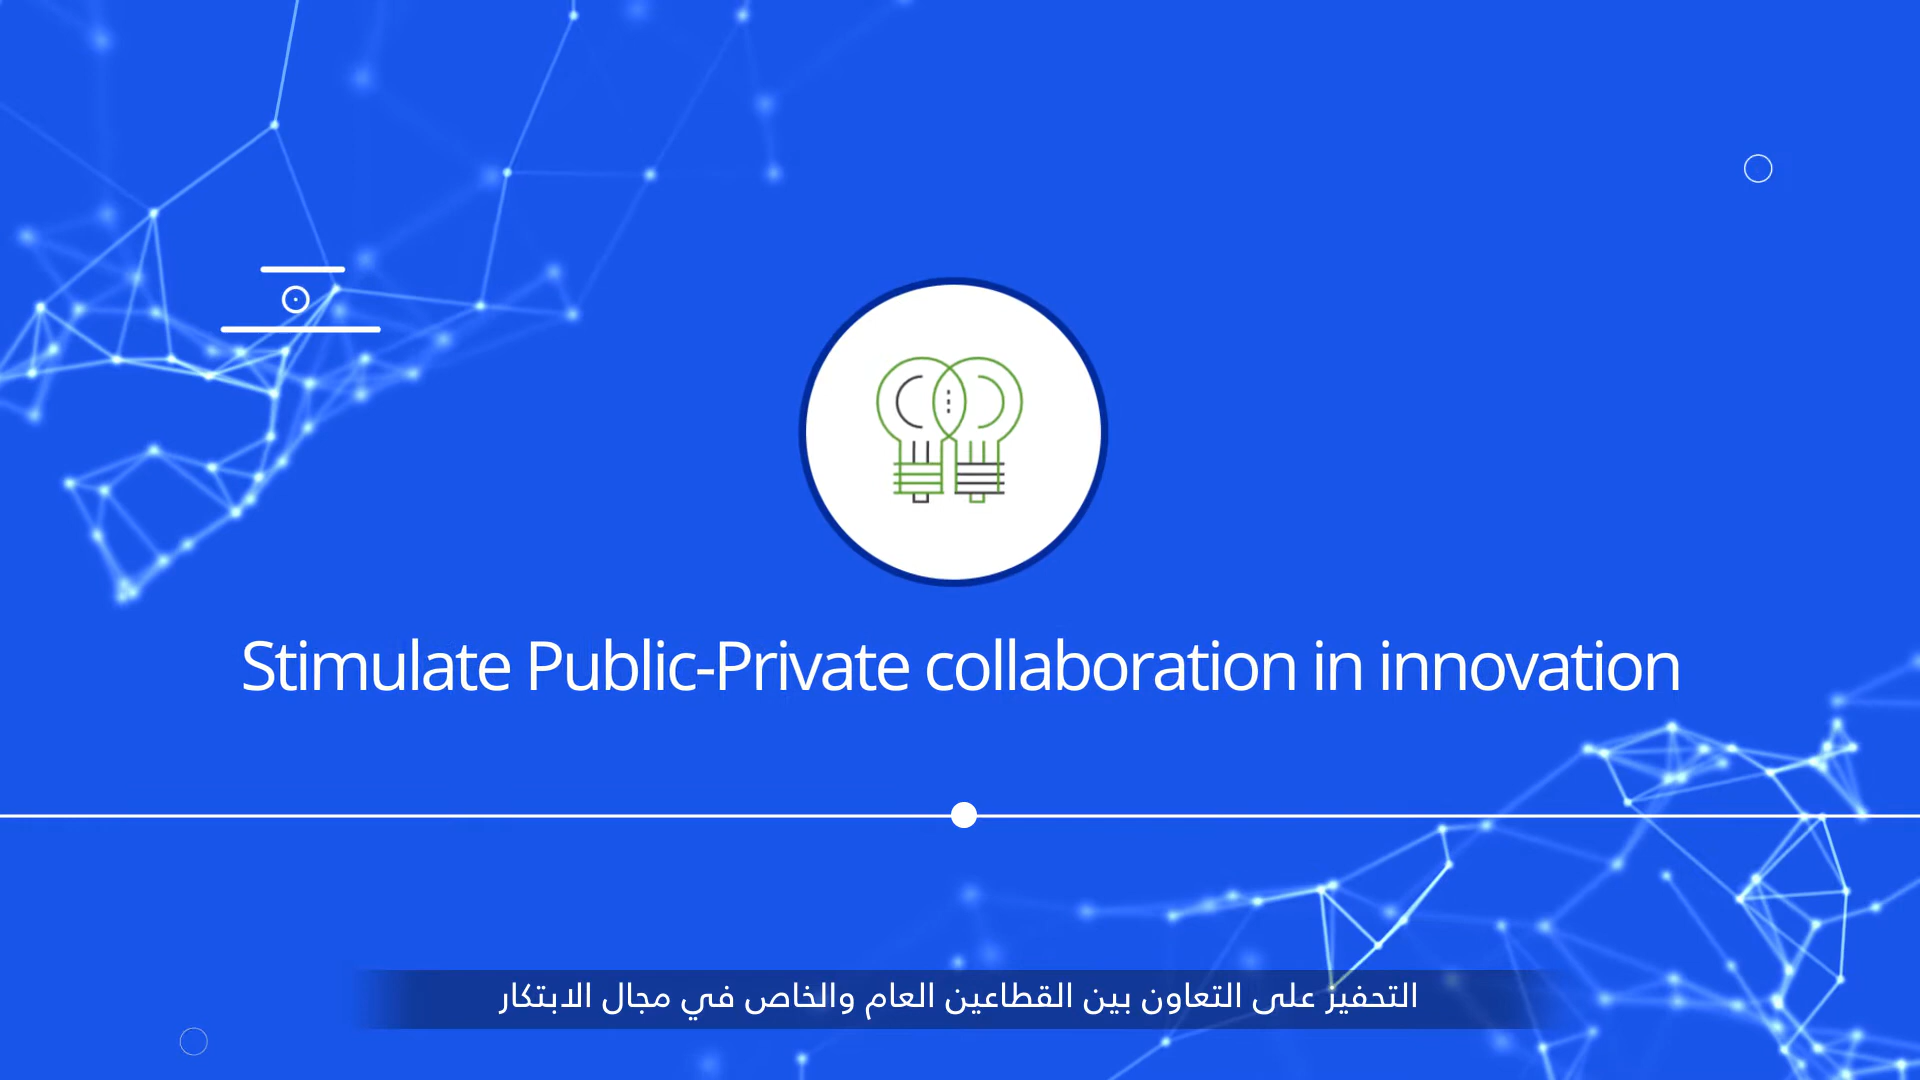 Stimulate Public-Private collaboration in innovation
التحفيز على التعاون بين القطاعين العام والخاص في مجال الابتكار